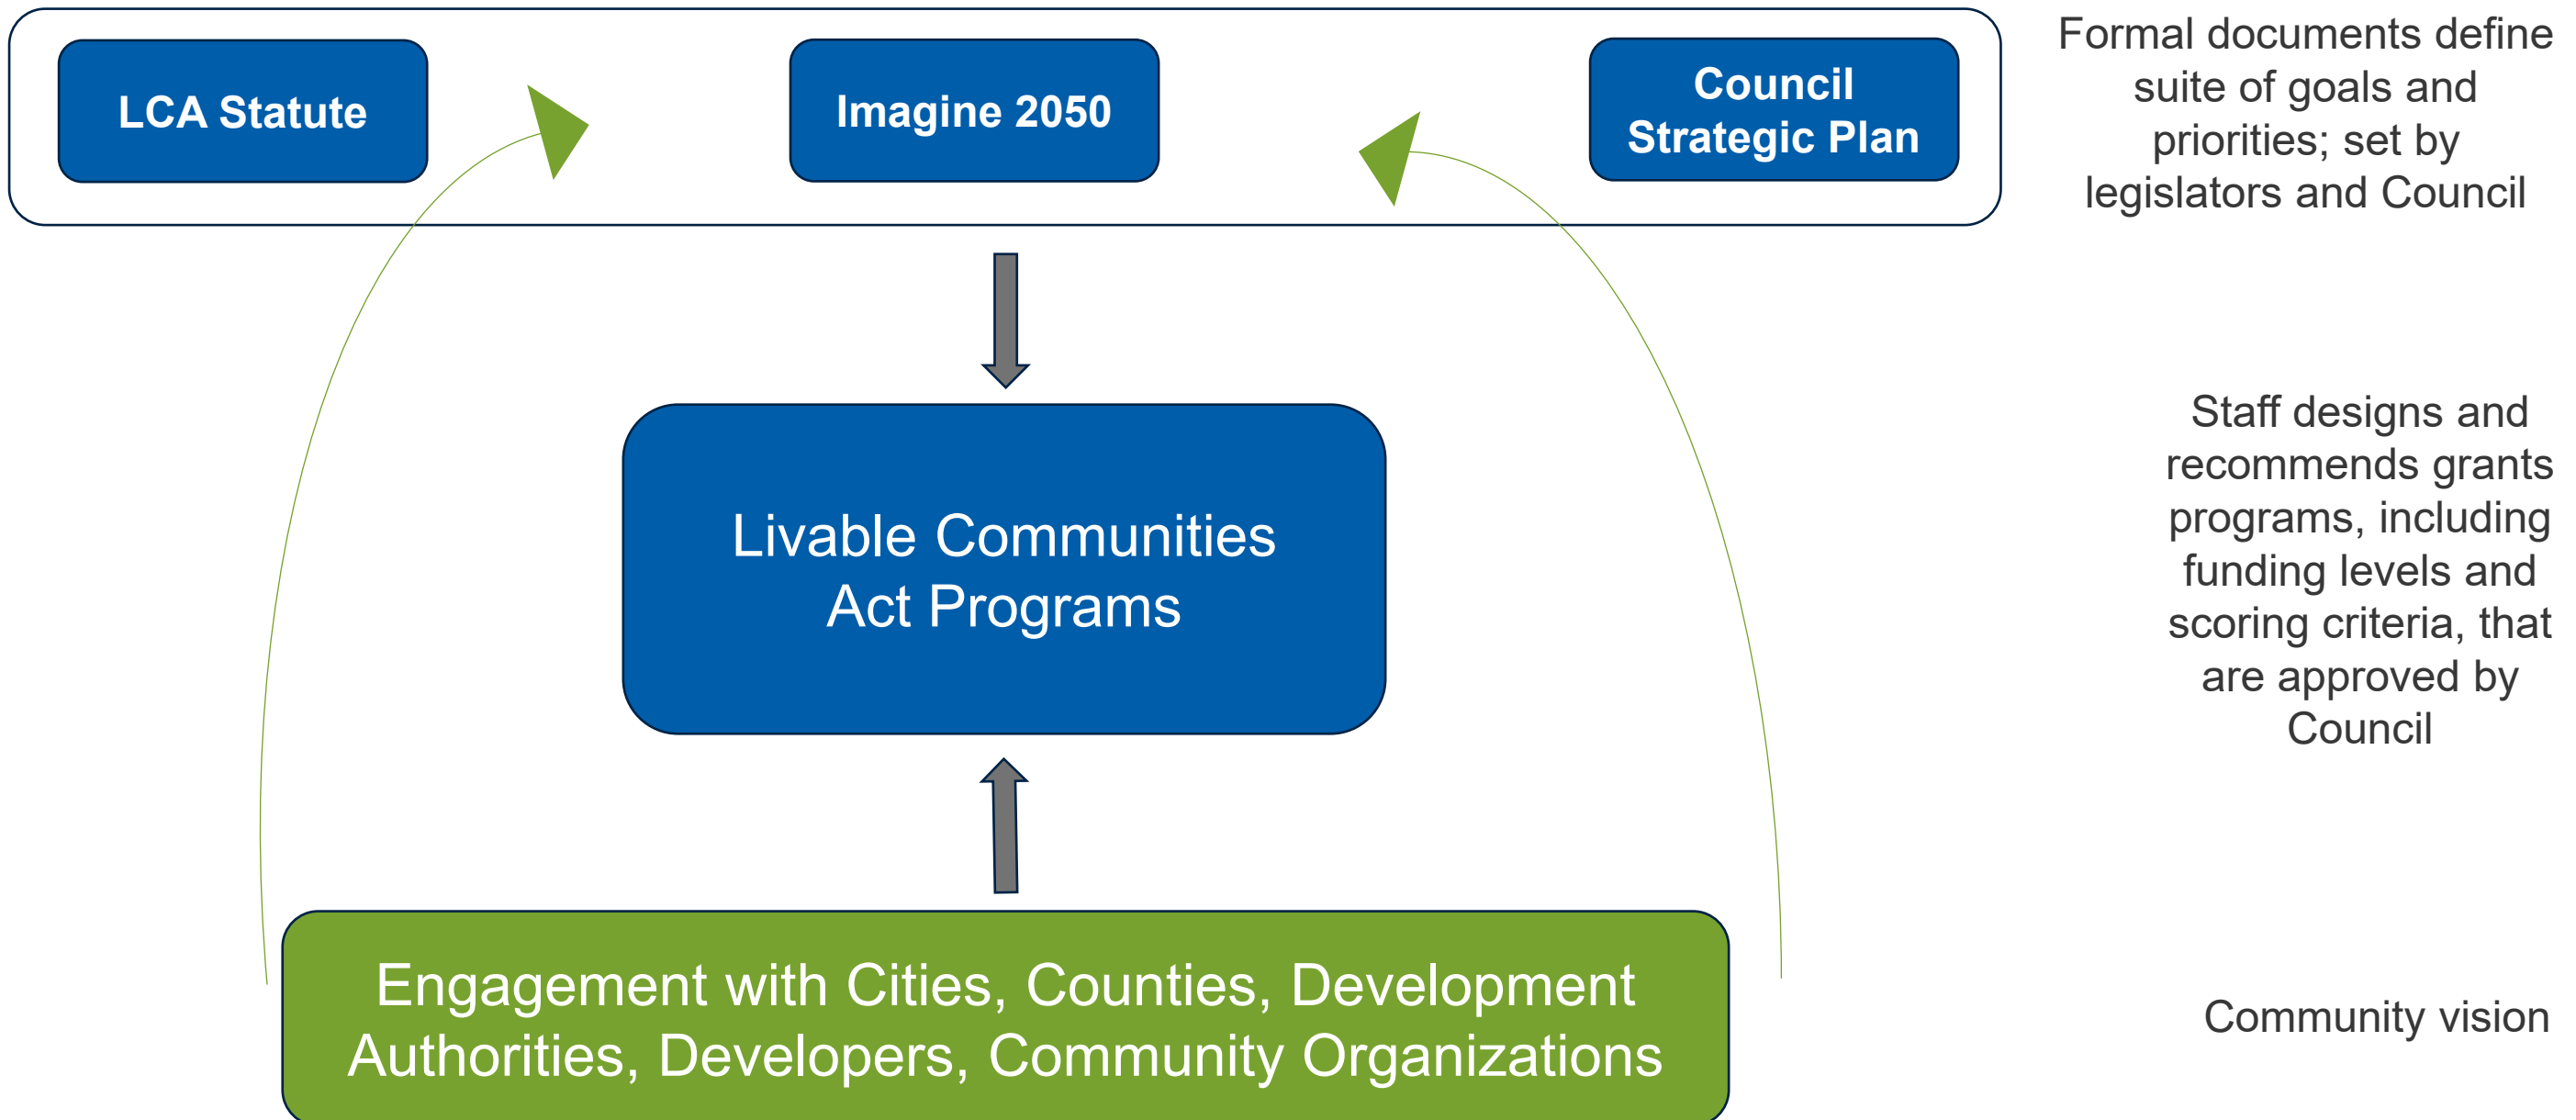 LCA Statute
Imagine 2050
Council
Strategic Plan
Formal documents define
suite of goals and
priorities; set by
legislators and Council
Livable Communities
Act Programs
Staff designs and
recommends grants
programs, including
funding levels and
scoring criteria, that
are approved by
Council
Engagement with Cities, Counties, Development
Authorities, Developers, Community Organizations
Community vision